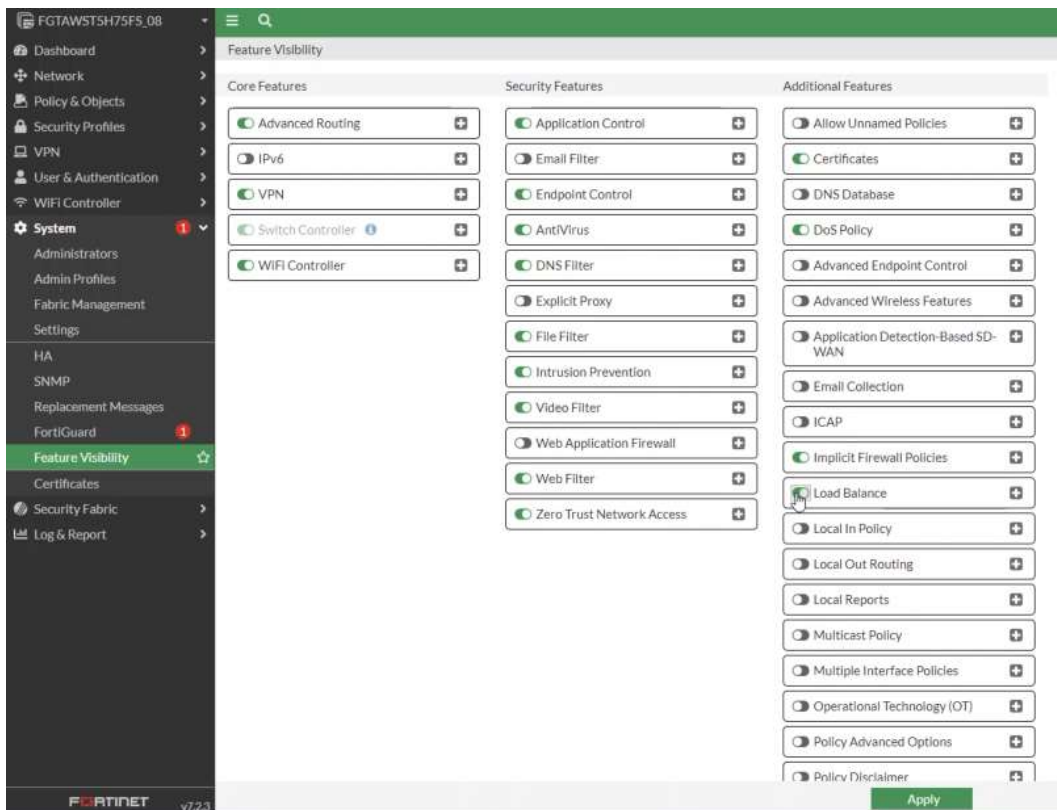 FGTAWST5H75F5_08
Dashboard
Network
Policy & Objects
Security Profiles
VPN
User & Authentication
WiFi Controller
System 1
Administrators
Admin Profiles
Fabric Management
Settings
HA
SNMP
Replacement Messages
FortiGuard 1
Feature Visibility
Certificates
Security Fabric
Log & Report
FORTINET v7.2.3
Feature Visibility
Core Features
Advanced Routing
IPv6
VPN
Switch Controller
WiFi Controller
Security Features
Application Control
Email Filter
Endpoint Control
AntiVirus
DNS Filter
Explicit Proxy
File Filter
Intrusion Prevention
Video Filter
Web Application Firewall
Web Filter
Zero Trust Network Access
Additional Features
Allow Unnamed Policies
Certificates
DNS Database
DoS Policy
Advanced Endpoint Control
Advanced Wireless Features
Application Detection-Based SD-
WAN
Email Collection
ICAP
Implicit Firewall Policies
Load Balance
Local In Policy
Local Out Routing
Local Reports
Multicast Policy
Multiple Interface Policies
Operational Technology (OT)
Policy Advanced Options
Policy Disclaimer
Apply